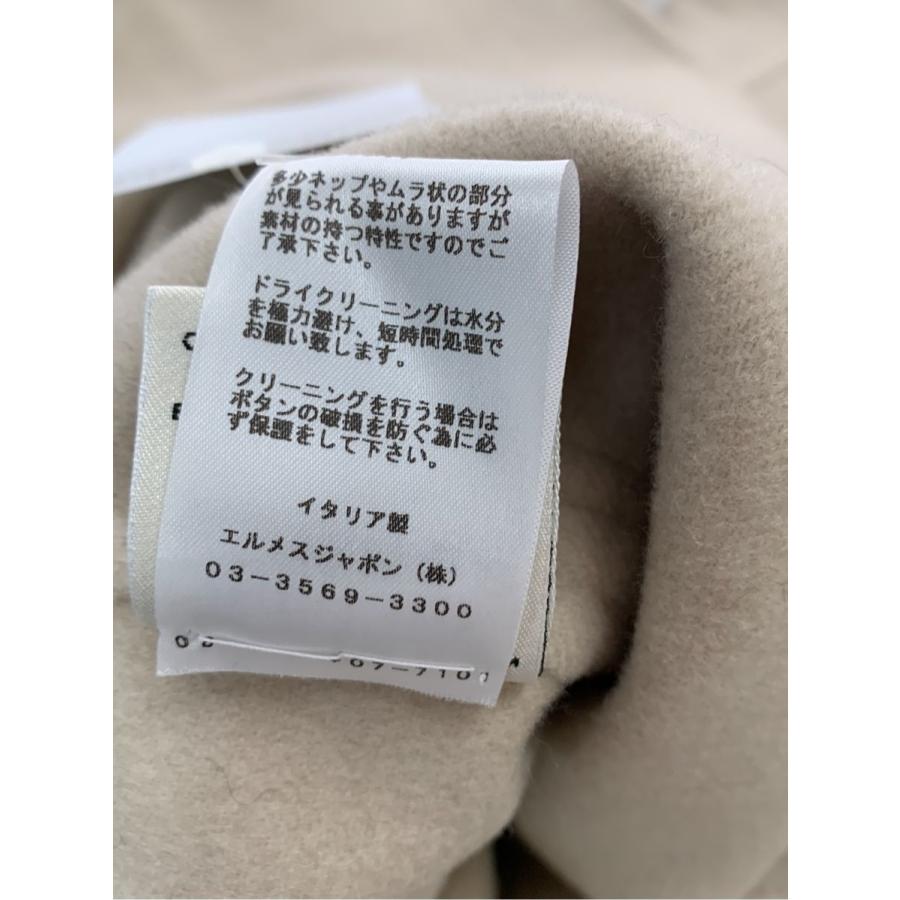 多少ネップやムラ状の部分
が見られる事がありますが
素材の持つ特性ですのでご
了承下さい。
ドライクリーニングは水分
を極力避け、短時間処理で
お願い致します。
クリーニングを行う場合は
ボタンの破損を防ぐ為に必
ず保護をして下さい。
イタリア製
エルメスジャポン（株）
03-3569-3300